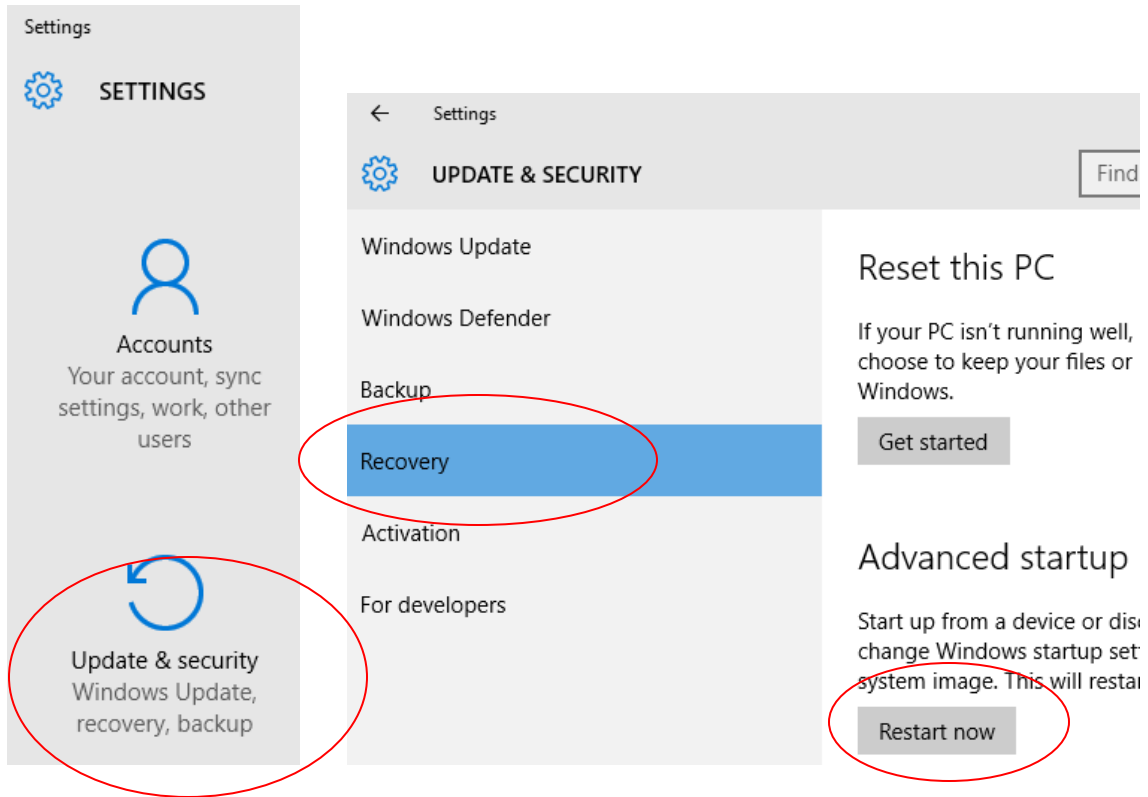 Settings
SETTINGS
Accounts
Your account, sync
settings, work, other
users
Update & security
Windows Update,
recovery, backup
Settings
UPDATE & SECURITY
Find
Windows Update
Windows Defender
Backup
Recovery
Activation
For developers
Reset this PC
If your PC isn't running well,
choose to keep your files or
Windows.
Get started
Advanced startup
Start up from a device or
change Windows startup
system image. This will
Restart now